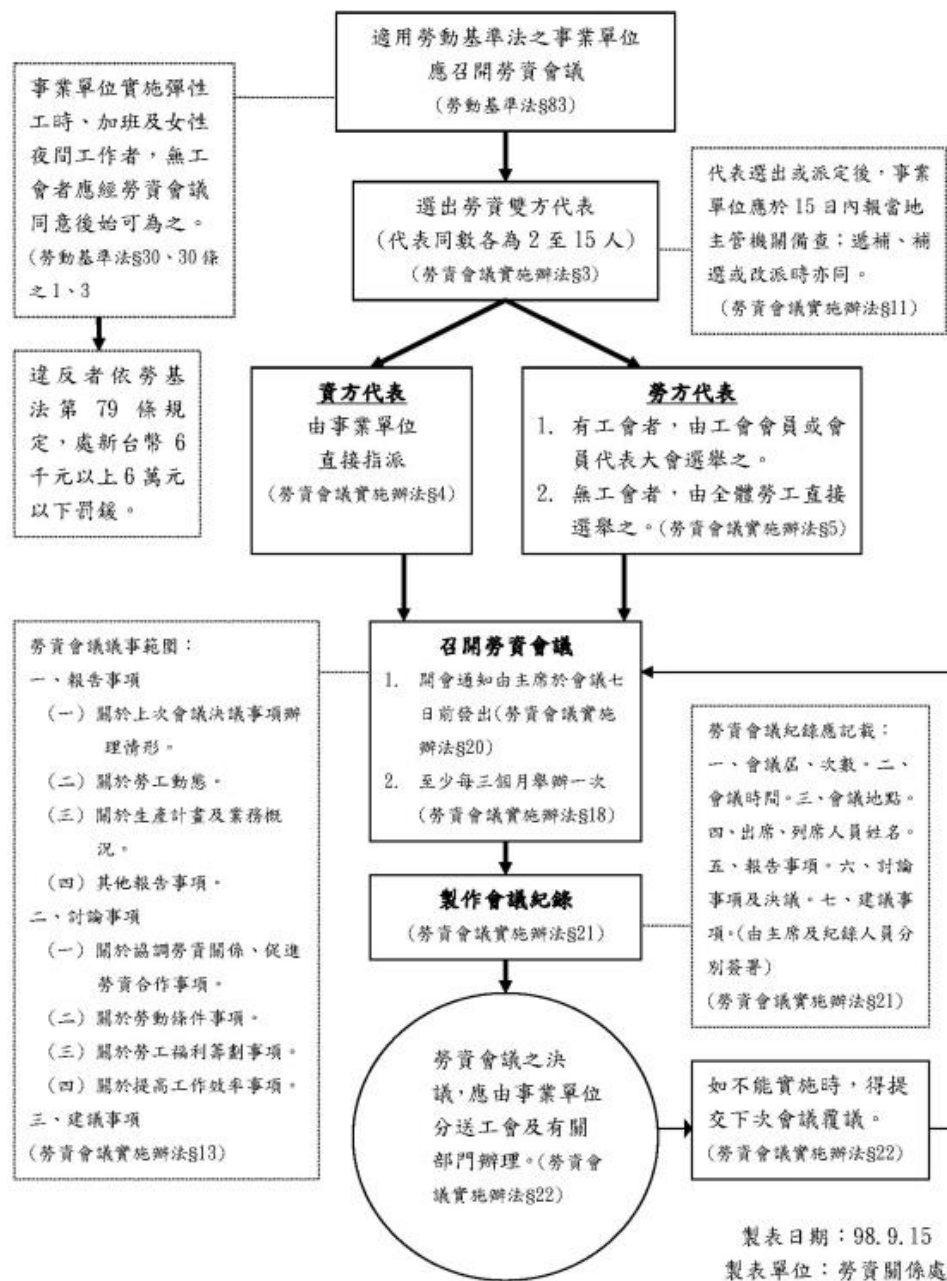 適用勞動基準法之事業單位
應召開勞資會議
(勞動基準法§83)
事業單位實施彈性
工時、加班及女性
夜間工作者，無工
會者應經勞資會議
同意後始可為之。
(勞動基準法§30、30 條
之 1、3
選出勞資雙方代表
(代表同數各為 2 至 15 人)
(勞資會議實施辦法§3)
代表選出或派定後，事業
單位應於 15 日內報當地
主管機關備查；遞補、補
選或改派時亦同。
(勞資會議實施辦法§11)
違反者依勞基
法第 79 條規
定，處新台幣 6
千元以上 6 萬元
以下罰鍰。
資方代表
由事業單位
直接指派
(勞資會議實施辦法§4)
勞方代表
1. 有工會者，由工會會員或會
員代表大會選舉之。
2. 無工會者，由全體勞工直接
選舉之。(勞資會議實施辦法§5)
勞資會議議事範圍：
一、報告事項
(一) 關於上次會議決議事項辦
理情形。
(二) 關於勞工動態。
(三) 關於生產計畫及業務概
況。
(四) 其他報告事項。
二、討論事項
(一) 關於協調勞資關係、促進
勞資合作事項。
(二) 關於勞動條件事項。
(三) 關於勞工福利籌劃事項。
(四) 關於提高工作效率事項。
三、建議事項
(勞資會議實施辦法§13)
召開勞資會議
1. 開會通知由主席於會議七
日前發出(勞資會議實施
辦法§20)
2. 至少每三個月舉辦一次
(勞資會議實施辦法§18)
勞資會議紀錄應記載：
一、會議屆、次數。二、
會議時間。三、會議地點。
四、出席、列席人員姓名。
五、報告事項。六、討論
事項及決議。七、建議事
項。(由主席及紀錄人員分
別簽署)
(勞資會議實施辦法§21)
製作會議紀錄
(勞資會議實施辦法§21)
勞資會議之決
議，應由事業單位
分送工會及有關
部門辦理。(勞資會
議實施辦法§22)
如不能實施時，得提
交下次會議覆議。
(勞資會議實施辦法§22)
製表日期：98.9.15
製表單位：勞資關係處